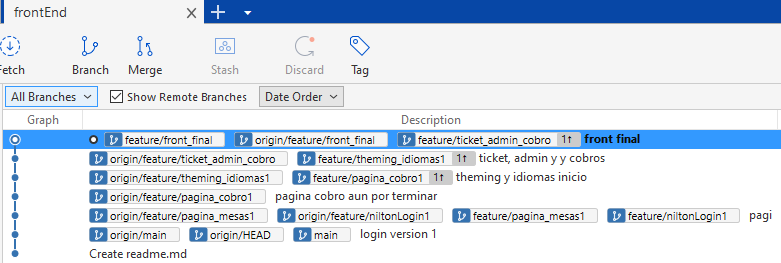 frontEnd
Fetch Branch Merge Stash Discard Tag
All Branches Show Remote Branches Date Order
Graph Description
feature/front_final origin/feature/front_final feature/ticket_admin_cobro 1↑ front final
origin/feature/ticket_admin_cobro feature/theming_idiomas1 1↑ ticket, admin y y cobros
origin/feature/theming_idiomas1 feature/pagina_cobro1 1↑ theming y idiomas inicio
origin/feature/pagina_cobro1 pagina cobro aun por terminar
origin/feature/pagina_mesas1 origin/feature/niltonLogin1 feature/pagina_mesas1 feature/niltonLogin1 pagi
origin/main origin/HEAD main login version 1
Create readme.md